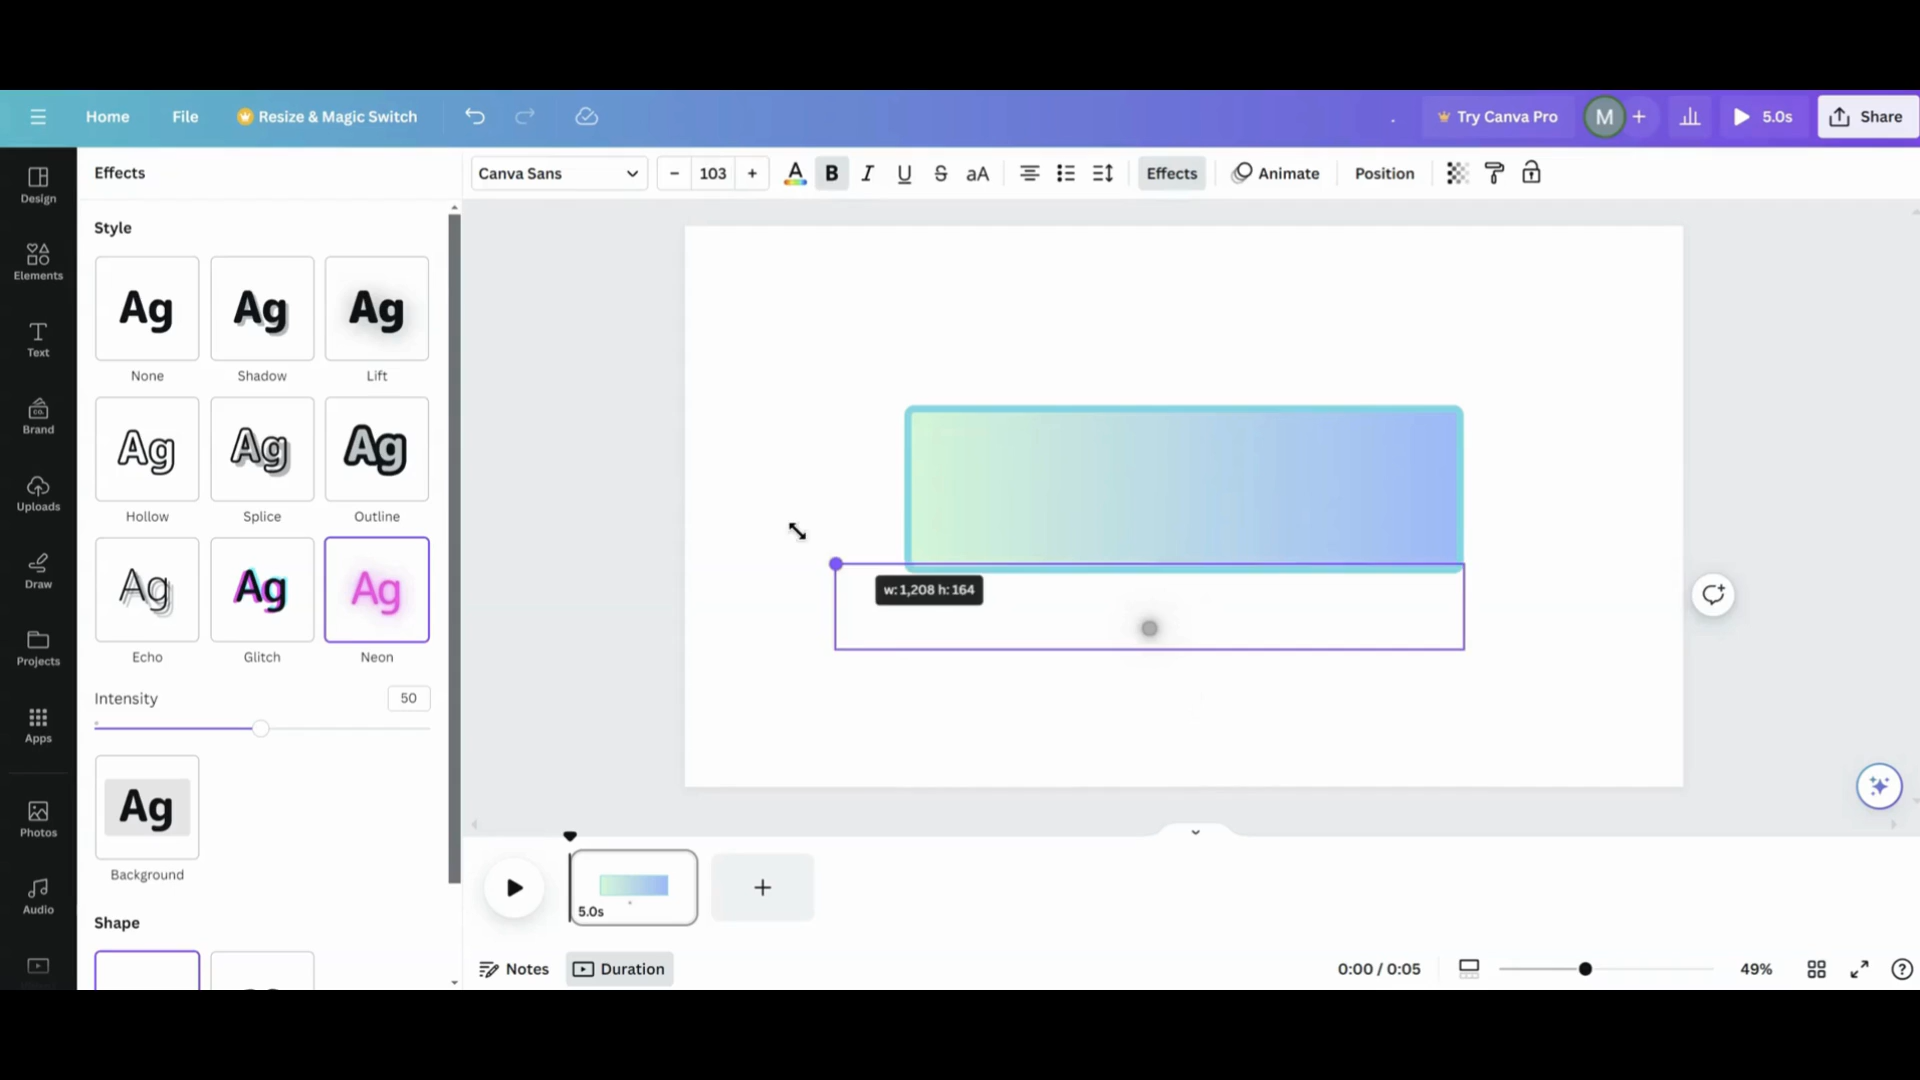 Home File Resize & Magic Switch . Try Canva Pro M + 5.0s Share
Effects
Canva Sans − 103 + A B I U S aA Effects Animate Position
Design
Elements
Text
Brand
Uploads
Draw
Projects
Apps
Photos
Audio
Style
Ag Ag Ag
None Shadow Lift
Ag Ag Ag
Hollow Splice Outline
Ag Ag Ag
Echo Glitch Neon
Intensity 50
Ag
Background
Shape
w: 1,208 h: 164
5.0s
+
Notes Duration 0:00 / 0:05 49% ?